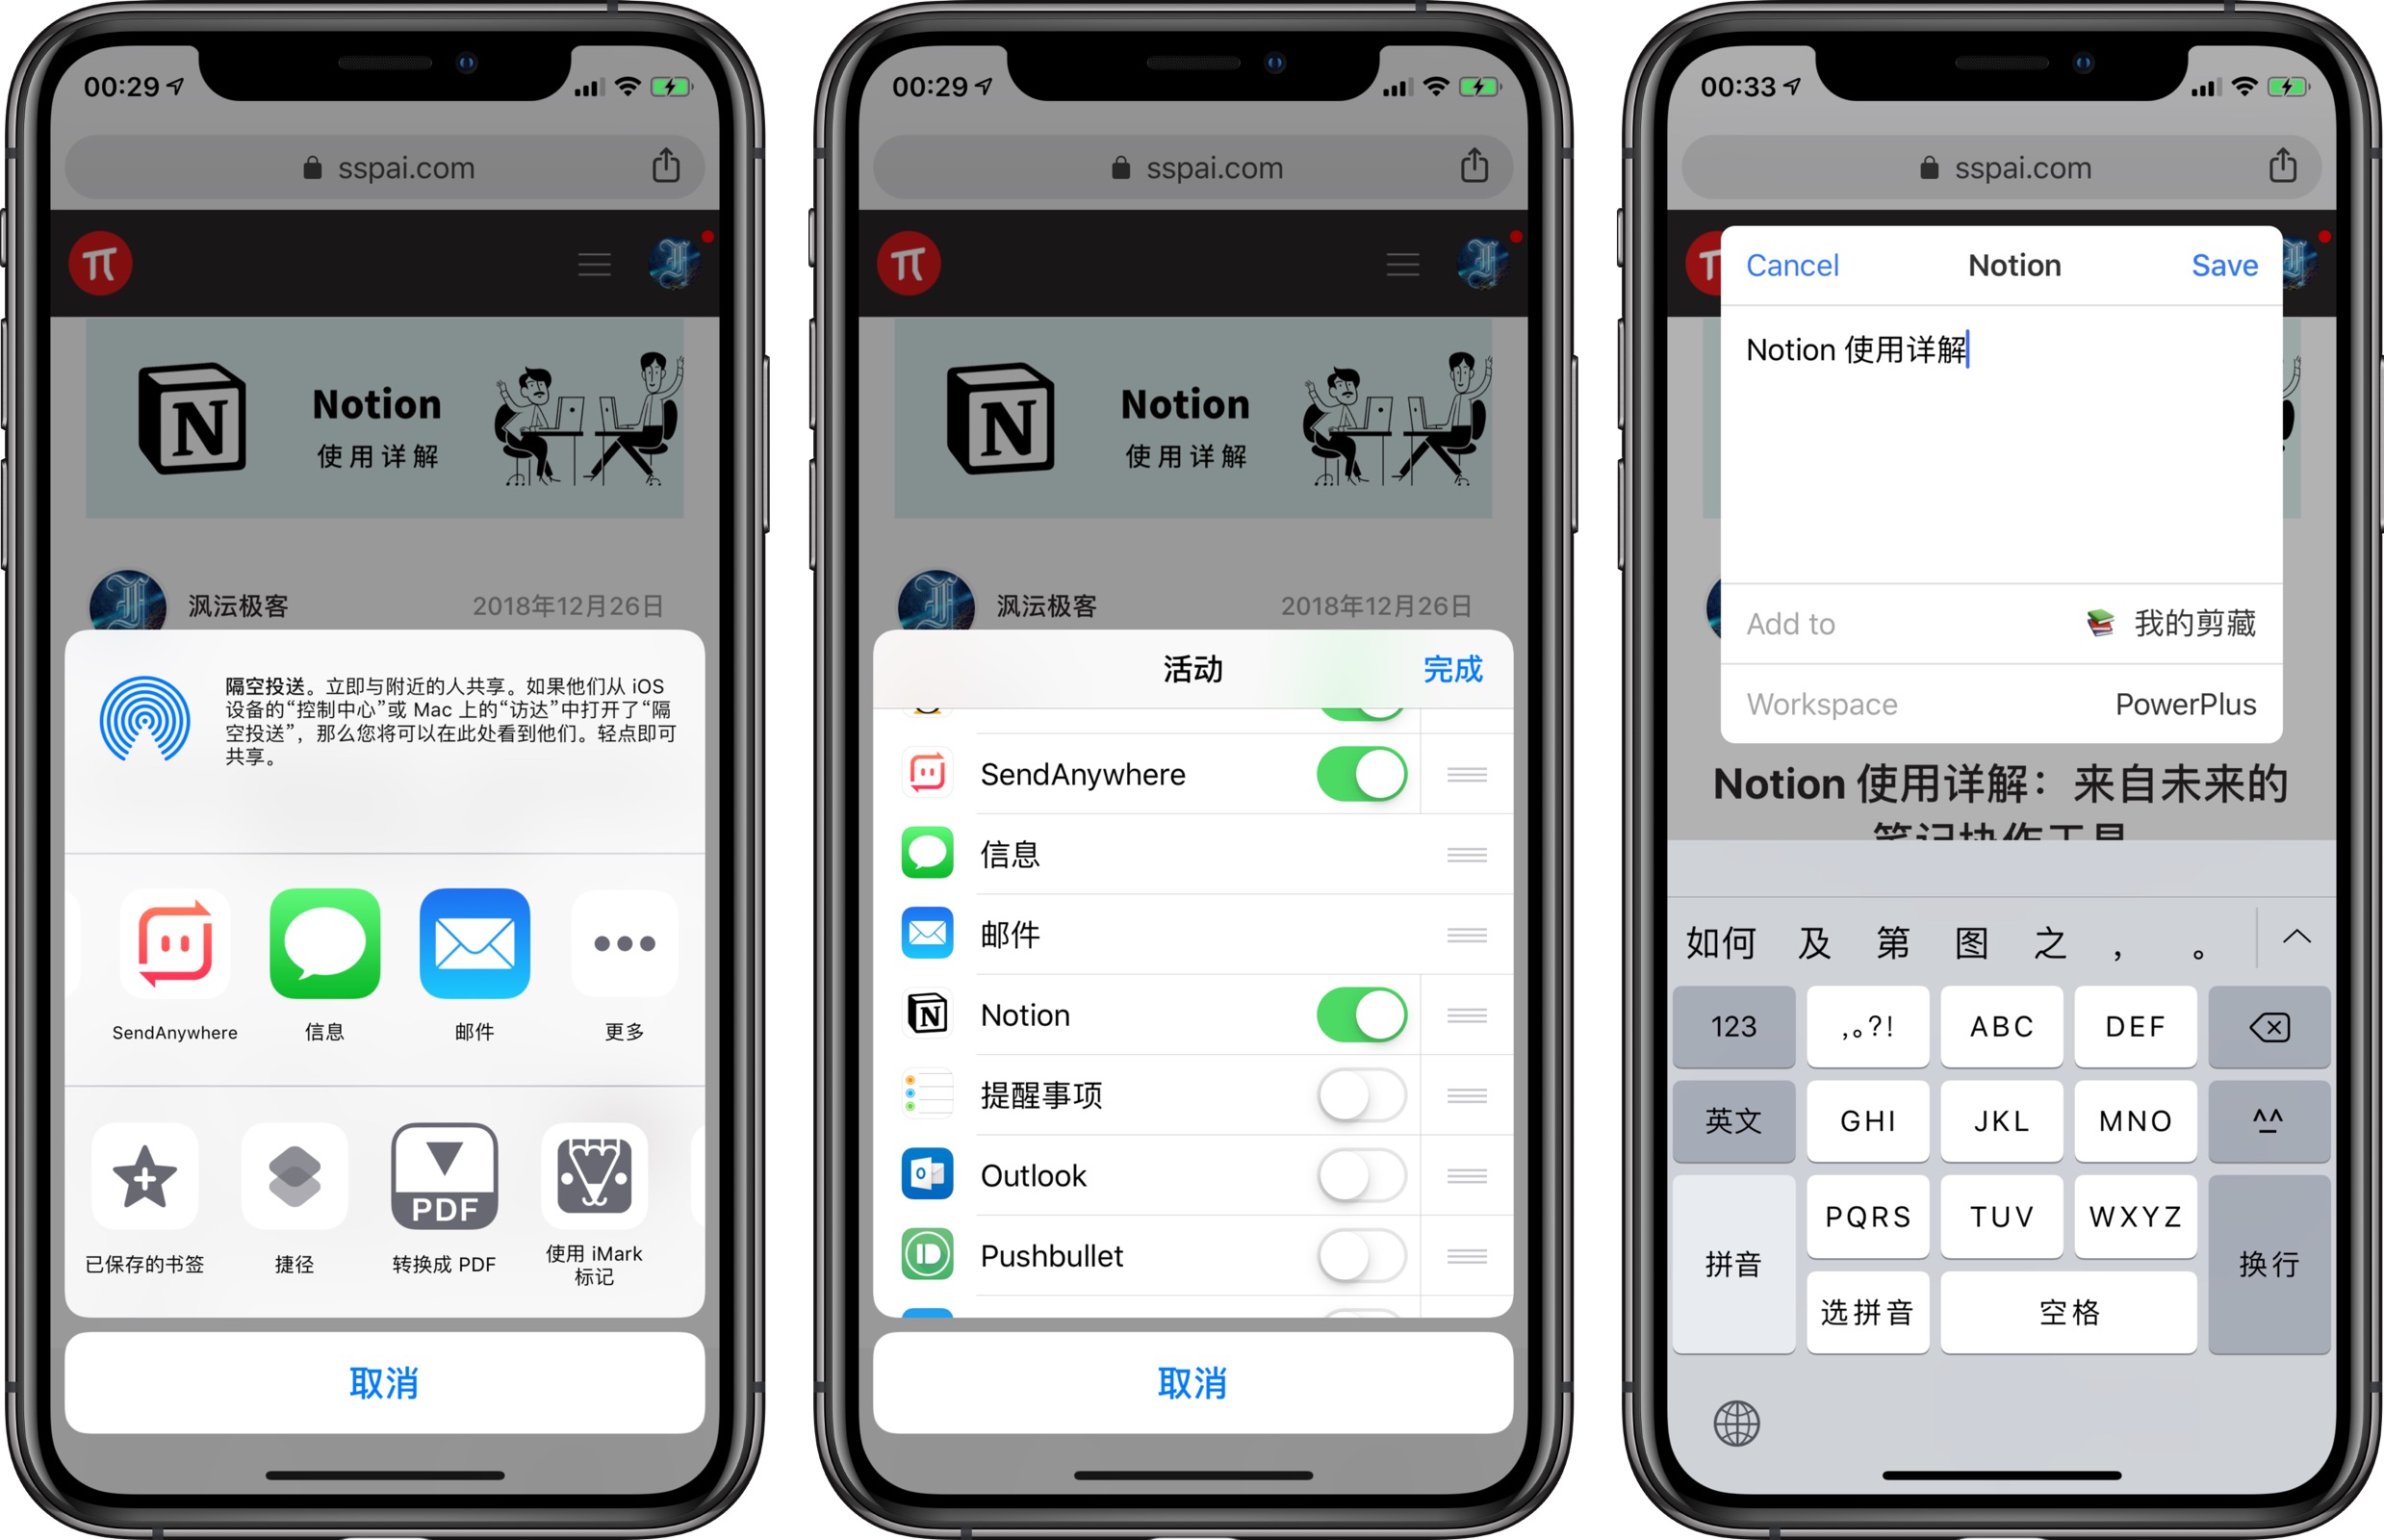 00:29
sspai.com
π
N
Notion
使用详解
沨沄极客
2018年12月26日
隔空投送。立即与附近的人共享。如果他们从 iOS
设备的“控制中心”或 Mac 上的“访达”中打开了“隔
空投送”，那么您将可以在此处看到他们。轻点即可
共享。
SendAnywhere
信息
邮件
更多
PDF
已保存的书签
捷径
转换成 PDF
使用 iMark
标记
取消
00:29
sspai.com
π
N
Notion
使用详解
沨沄极客
2018年12月26日
活动
完成
SendAnywhere
信息
邮件
N
Notion
提醒事项
Outlook
Pushbullet
取消
00:33
sspai.com
Cancel
Notion
Save
Notion 使用详解
Add to
我的剪藏
Workspace
PowerPlus
Notion 使用详解：来自未来的
笔记协作工具
如何 及 第 图 之 ， 。
123
,。?!
ABC
DEF
英文
GHI
JKL
MNO
^^
拼音
PQRS
TUV
WXYZ
换行
选拼音
空格